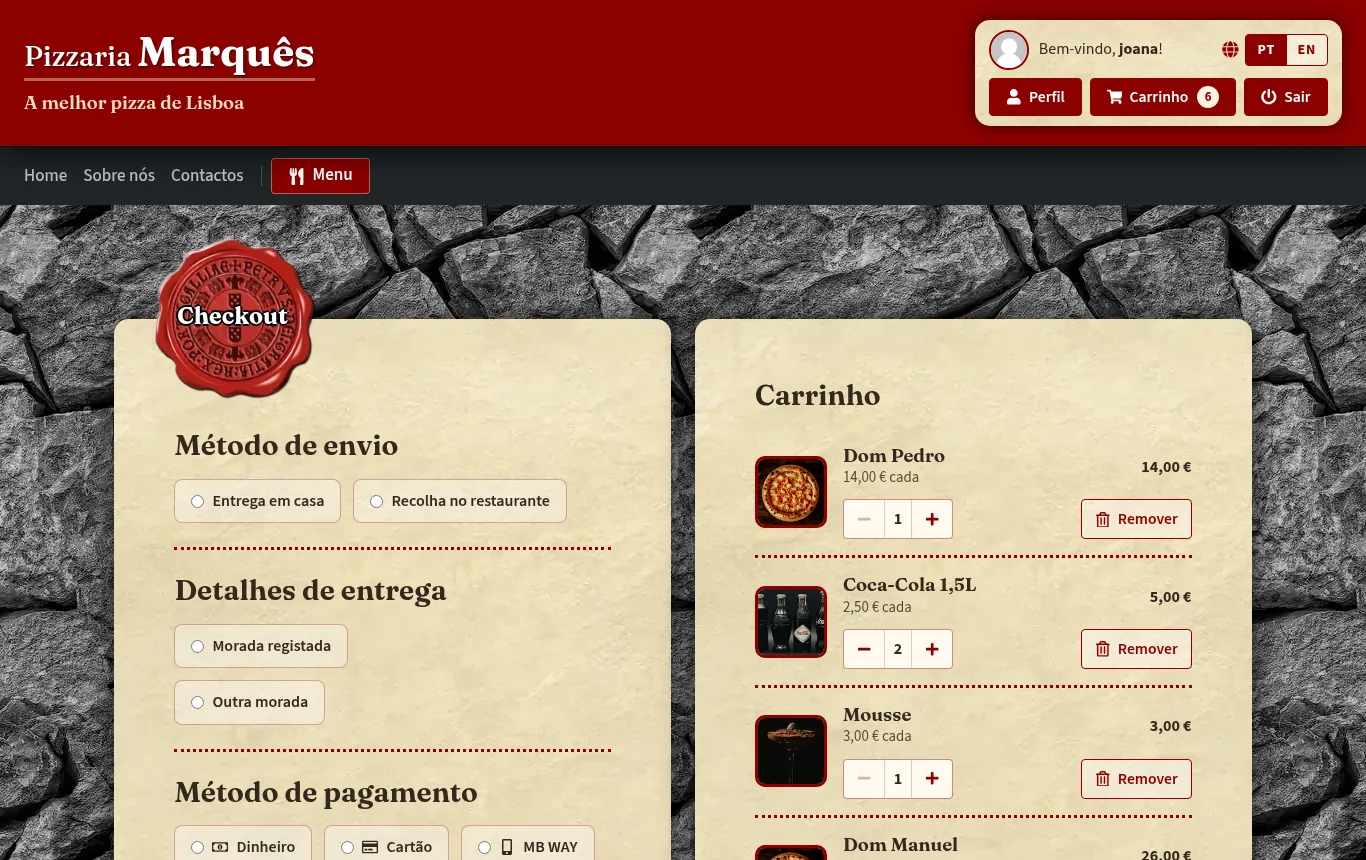 Pizzaria Marquês
A melhor pizza de Lisboa
Bem-vindo, joana!
PT EN
Perfil
Carrinho 6
Sair
Home
Sobre nós
Contactos
Menu
Checkout
Método de envio
Entrega em casa
Recolha no restaurante
Detalhes de entrega
Morada registada
Outra morada
Método de pagamento
Dinheiro
Cartão
MB WAY
Carrinho
Dom Pedro
14,00 € cada
14,00 €
1
Remover
Coca-Cola 1,5L
2,50 € cada
5,00 €
2
Remover
Mousse
3,00 € cada
3,00 €
1
Remover
Dom Manuel
26,00 €